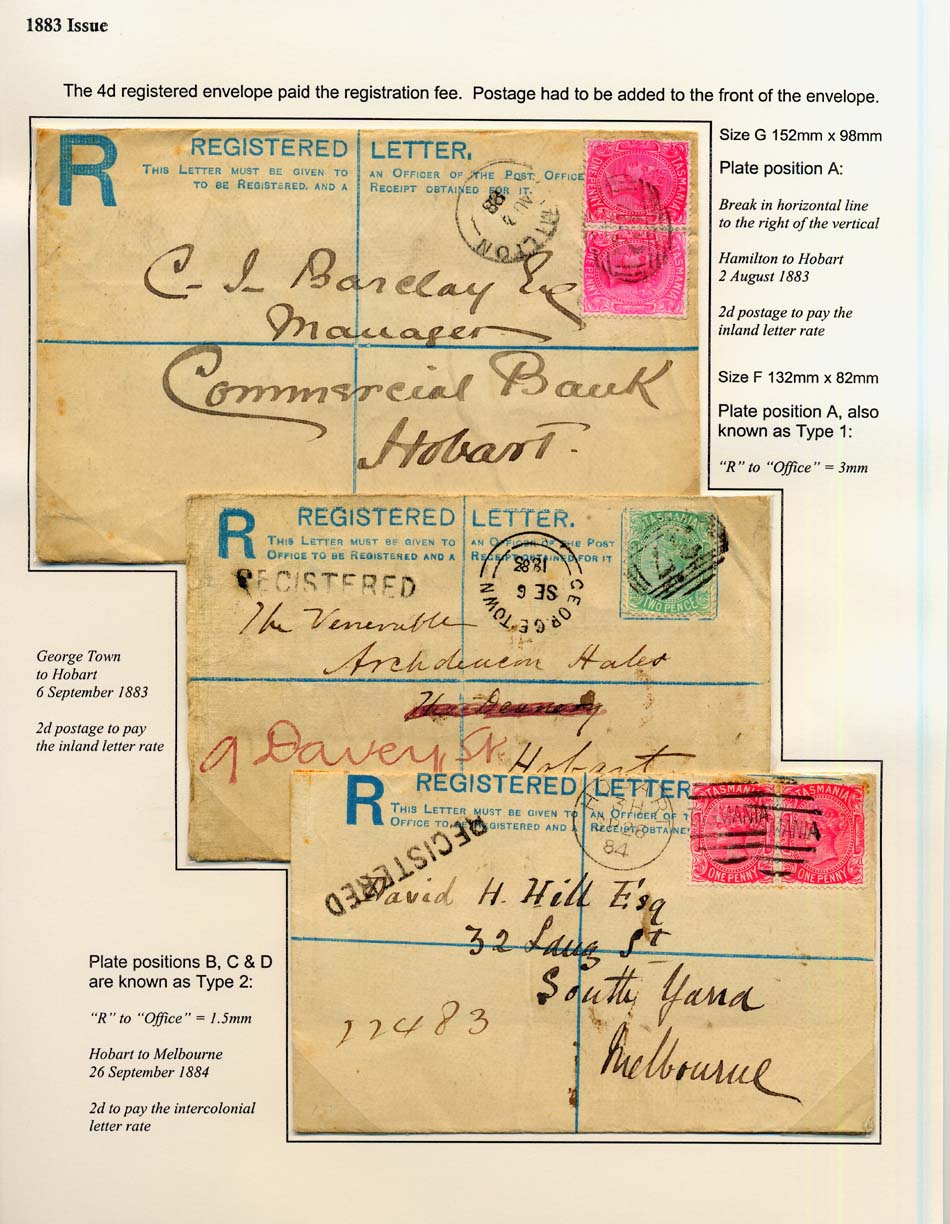 1883 Issue
The 4d registered envelope paid the registration fee. Postage had to be added to the front of the envelope.
R
REGISTERED LETTER,
THIS LETTER MUST BE GIVEN TO AN OFFICER OF THE POST OFFICE
TO BE REGISTERED, AND A RECEIPT OBTAINED FOR IT.
TASMANIA
ONE PENNY
TASMANIA
ONE PENNY
AU 2
83
C. I. Barclay Esq
Manager
Commercial Bank
Hobart.
Size G 152mm x 98mm
Plate position A:
Break in horizontal line
to the right of the vertical
Hamilton to Hobart
2 August 1883
2d postage to pay the
inland letter rate
Size F 132mm x 82mm
Plate position A, also
known as Type 1:
“R” to “Office” = 3mm
R
REGISTERED LETTER.
THIS LETTER MUST BE GIVEN TO AN OFFICER OF THE POST
OFFICE TO BE REGISTERED AND A RECEIPT OBTAINED FOR IT
TASMANIA
TWO PENCE
REGISTERED
GEORGE TOWN
SE 6
1883
The Venerable
Archdeacon Hales
The Deanery
9 Davey St.
Hobart
George Town
to Hobart
6 September 1883
2d postage to pay
the inland letter rate
R
REGISTERED LETTER
THIS LETTER MUST BE GIVEN TO AN OFFICER OF T
OFFICE TO BE REGISTERED AND A RECEIPT OBTAINE
TASMANIA
ONE PENNY
TASMANIA
ONE PENNY
HOBART
84
REGISTERED
David H. Hill Esq
32 Lang St
South Yarra
Melbourne
Plate positions B, C & D
are known as Type 2:
“R” to “Office” = 1.5mm
Hobart to Melbourne
26 September 1884
2d to pay the intercolonial
letter rate